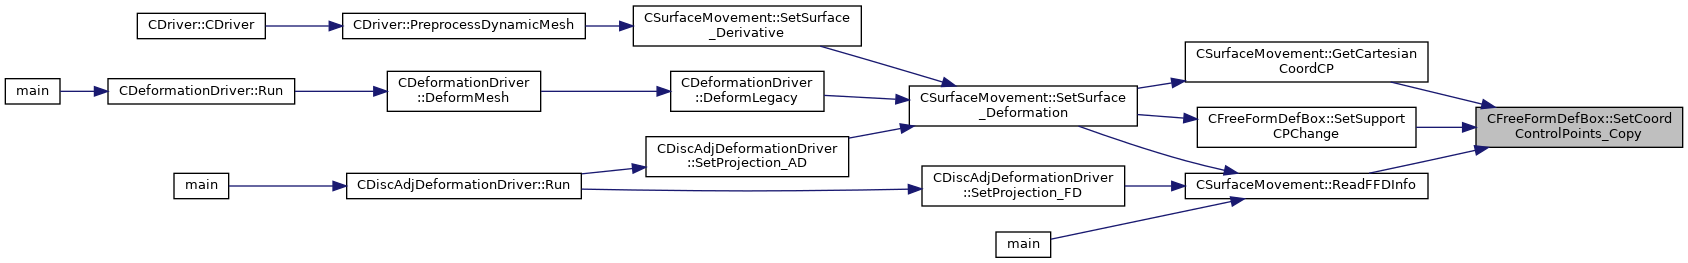 CDriver::CDriver
CDriver::PreprocessDynamicMesh
CSurfaceMovement::SetSurface
_Derivative
CSurfaceMovement::GetCartesian
CoordCP
main
CDeformationDriver::Run
CDeformationDriver
::DeformMesh
CDeformationDriver
::DeformLegacy
CSurfaceMovement::SetSurface
_Deformation
CFreeFormDefBox::SetSupport
CPChange
CFreeFormDefBox::SetCoord
ControlPoints_Copy
CDiscAdjDeformationDriver
::SetProjection_AD
main
CDiscAdjDeformationDriver::Run
CDiscAdjDeformationDriver
::SetProjection_FD
CSurfaceMovement::ReadFFDInfo
main